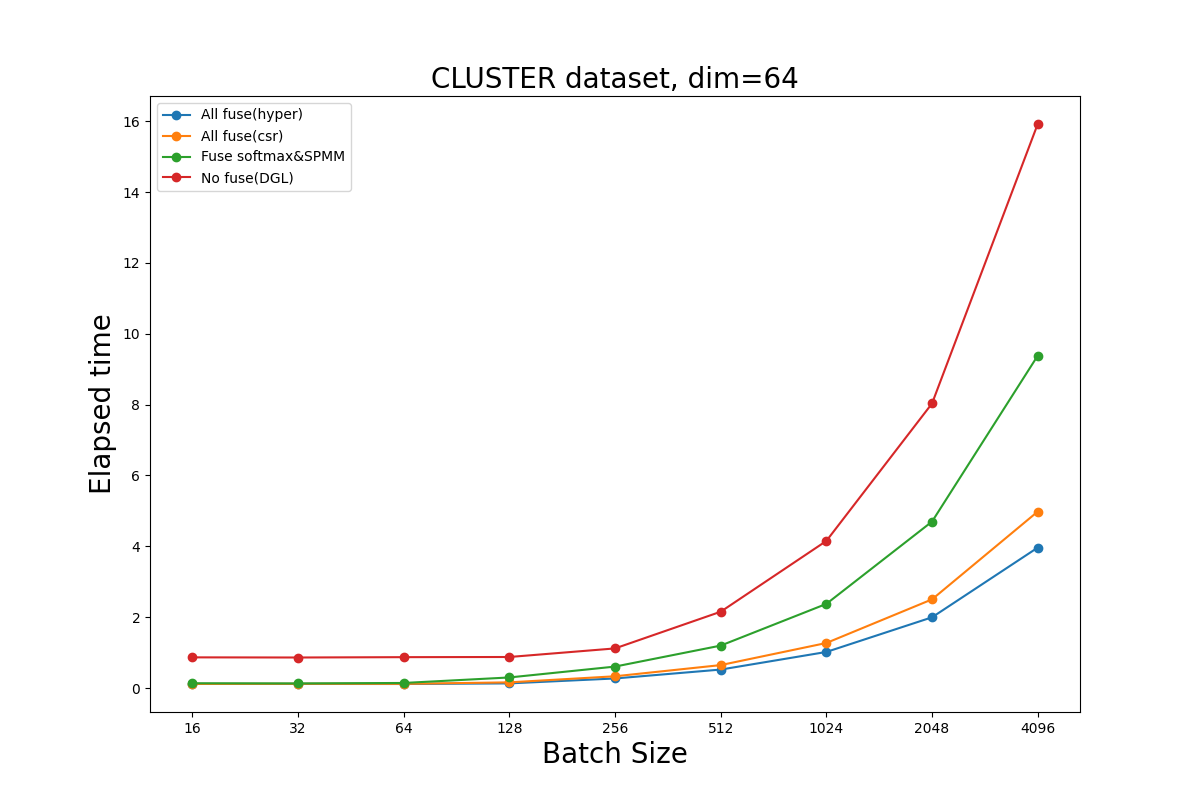 CLUSTER dataset, dim=64
All fuse(hyper)
All fuse(csr)
Fuse softmax&SPMM
No fuse(DGL)
Elapsed time
16
14
12
10
8
6
4
2
0
16 32 64 128 256 512 1024 2048 4096
Batch Size